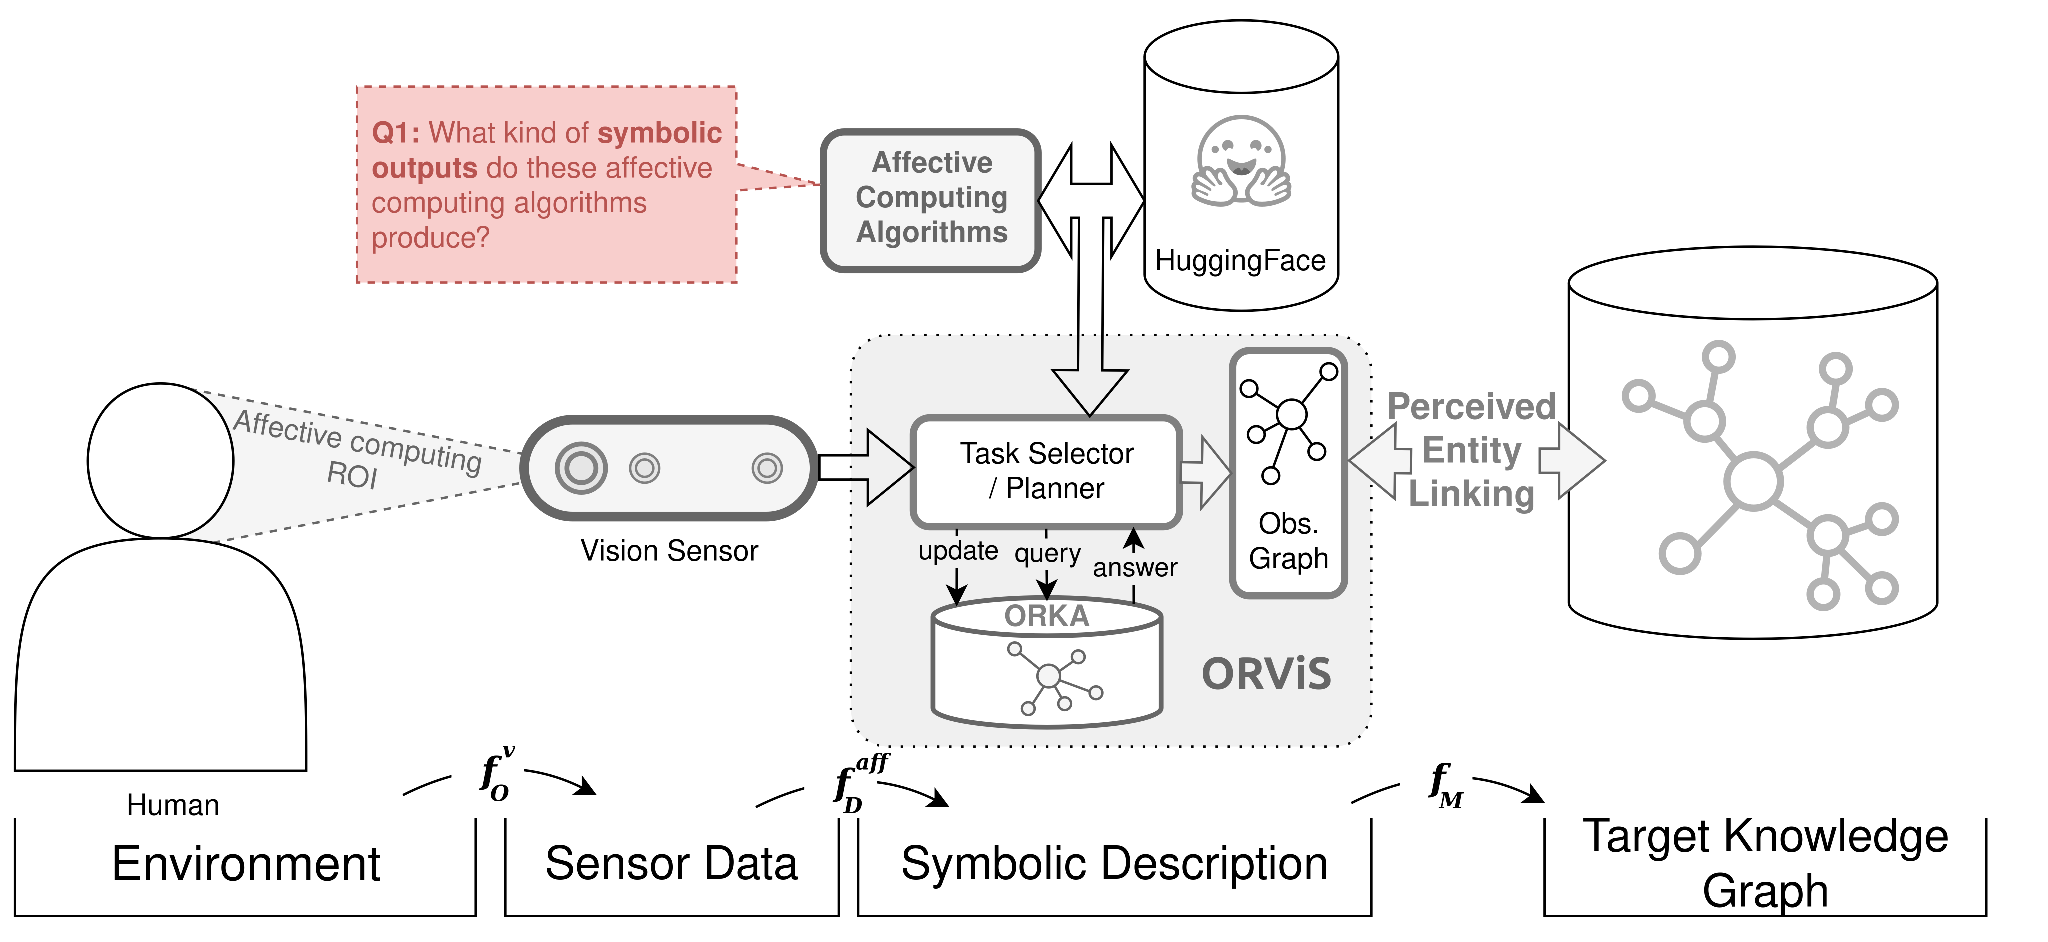 Q1: What kind of symbolic
outputs do these affective
computing algorithms
produce?
Affective
Computing
Algorithms
HuggingFace
Affective computing
ROI
Vision Sensor
Task Selector
/ Planner
update
query
answer
ORKA
Obs.
Graph
ORViS
Perceived
Entity
Linking
Human
f_O^v
f_D^aff
f_M
Environment
Sensor Data
Symbolic Description
Target Knowledge
Graph